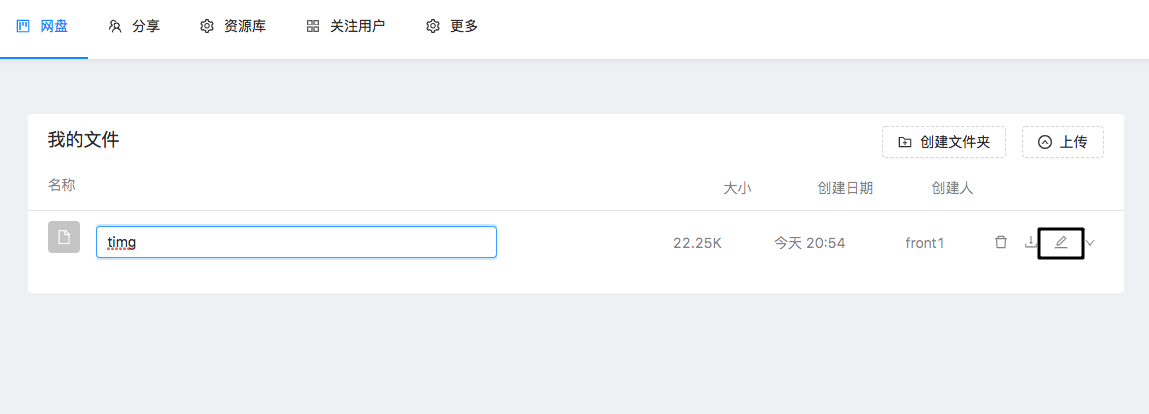 网盘 分享 资源库 关注用户 更多
我的文件 创建文件夹 上传
名称 大小 创建日期 创建人
timg 22.25K 今天 20:54 front1